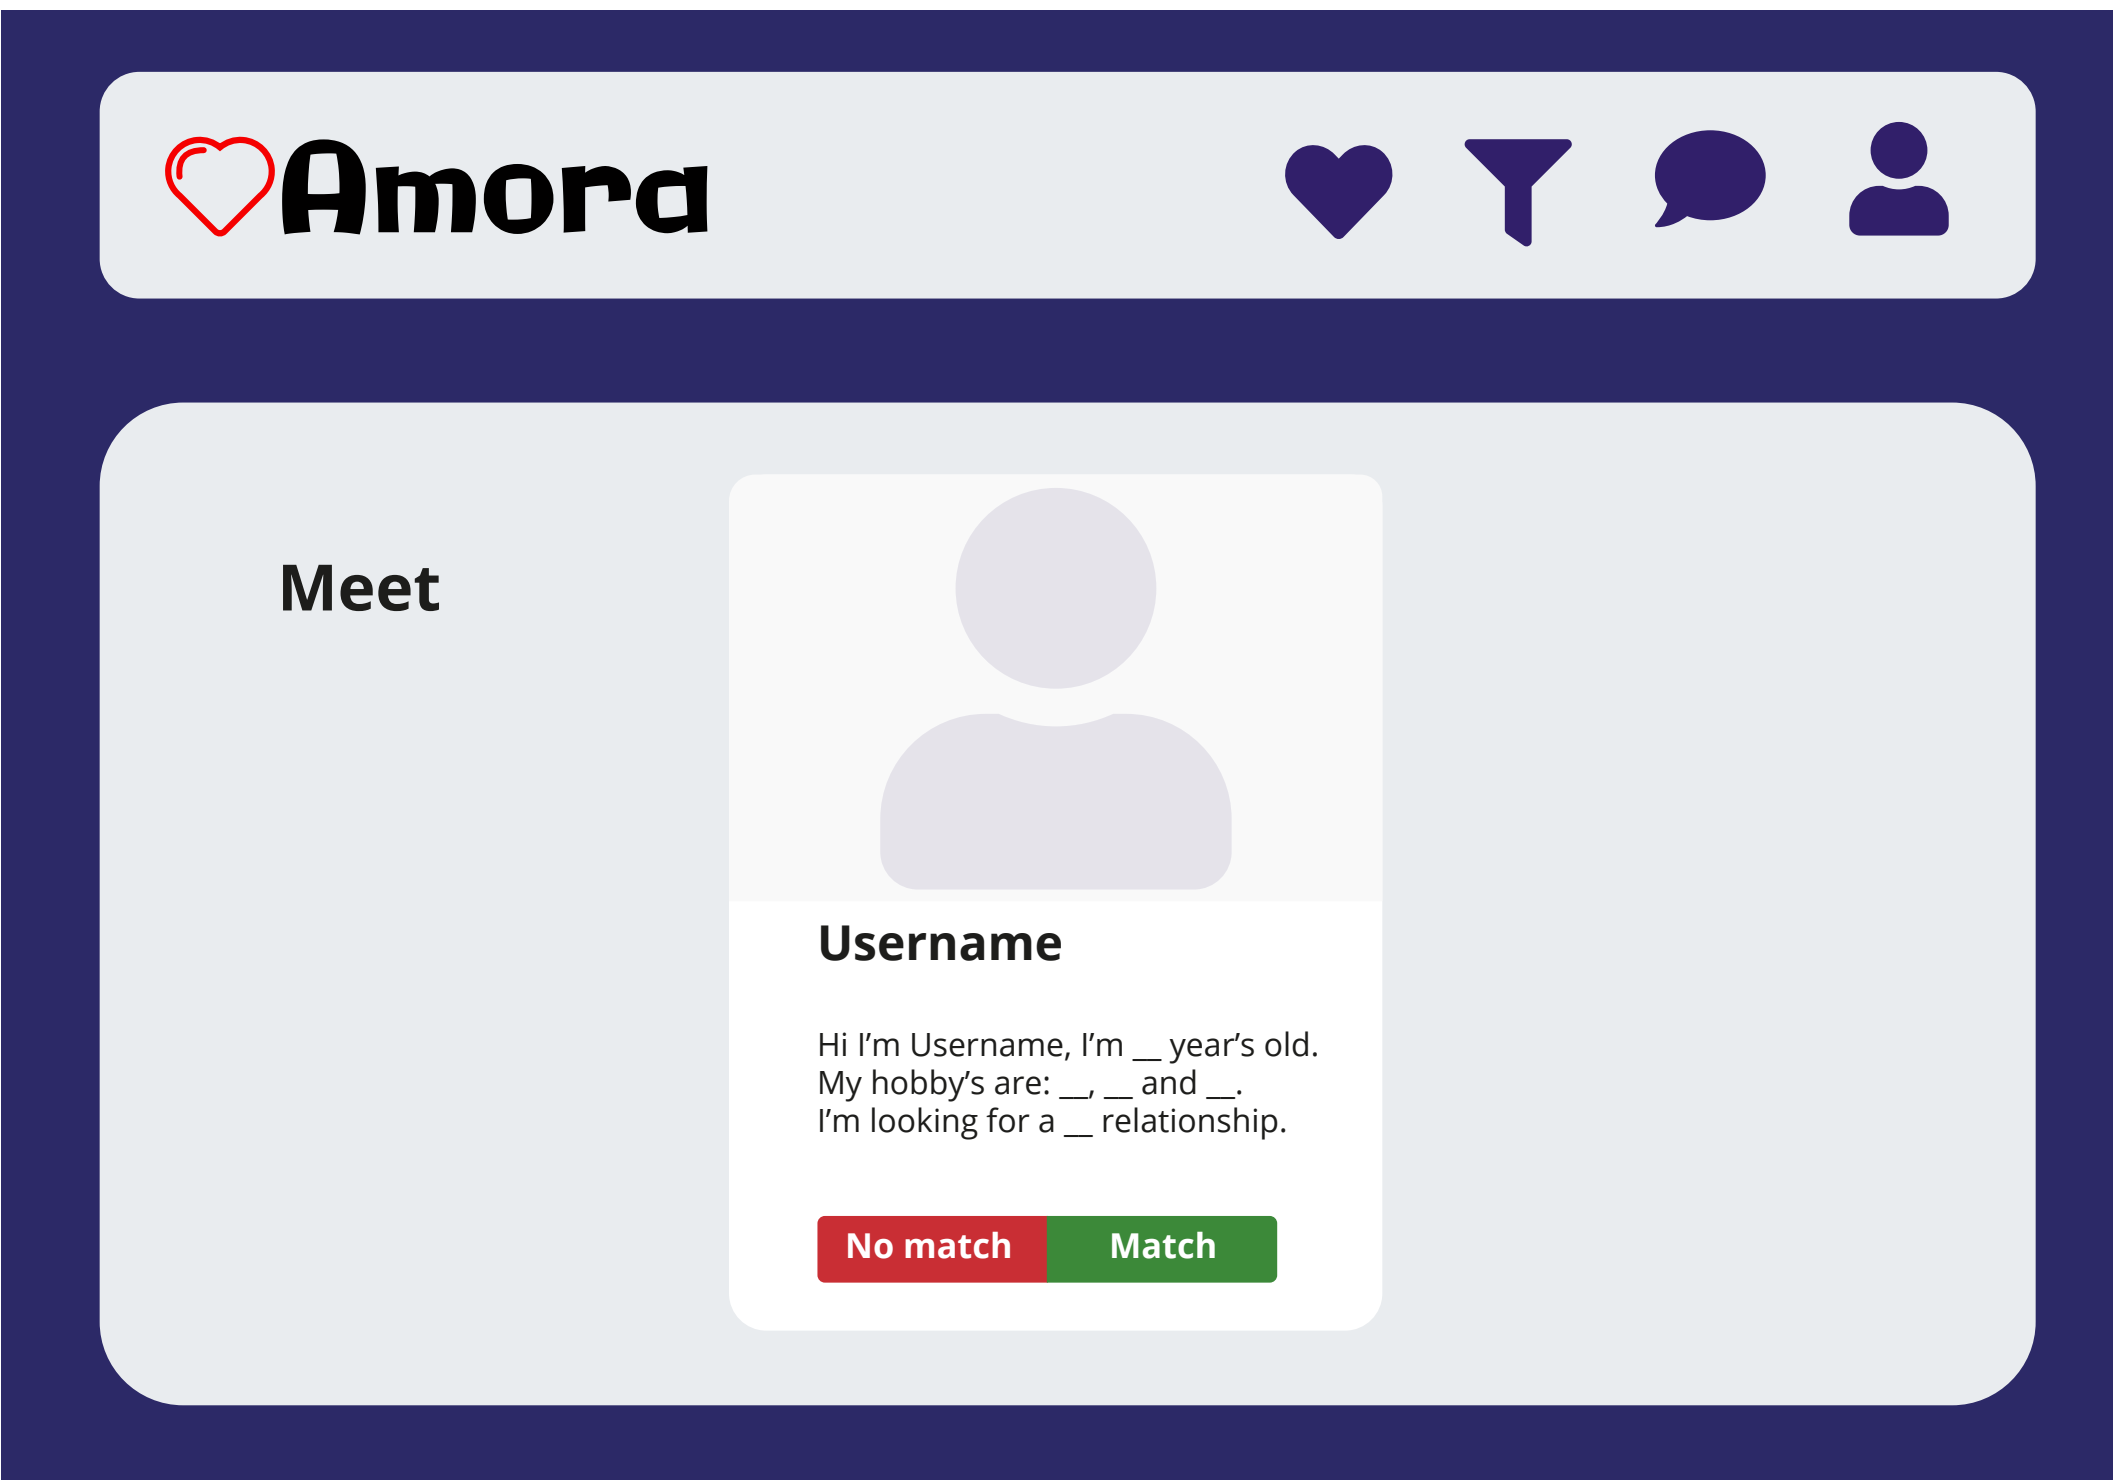 Amora
Meet
Username
Hi I’m Username, I’m __ year’s old.
My hobby’s are: __, __ and __.
I’m looking for a __ relationship.
No match
Match